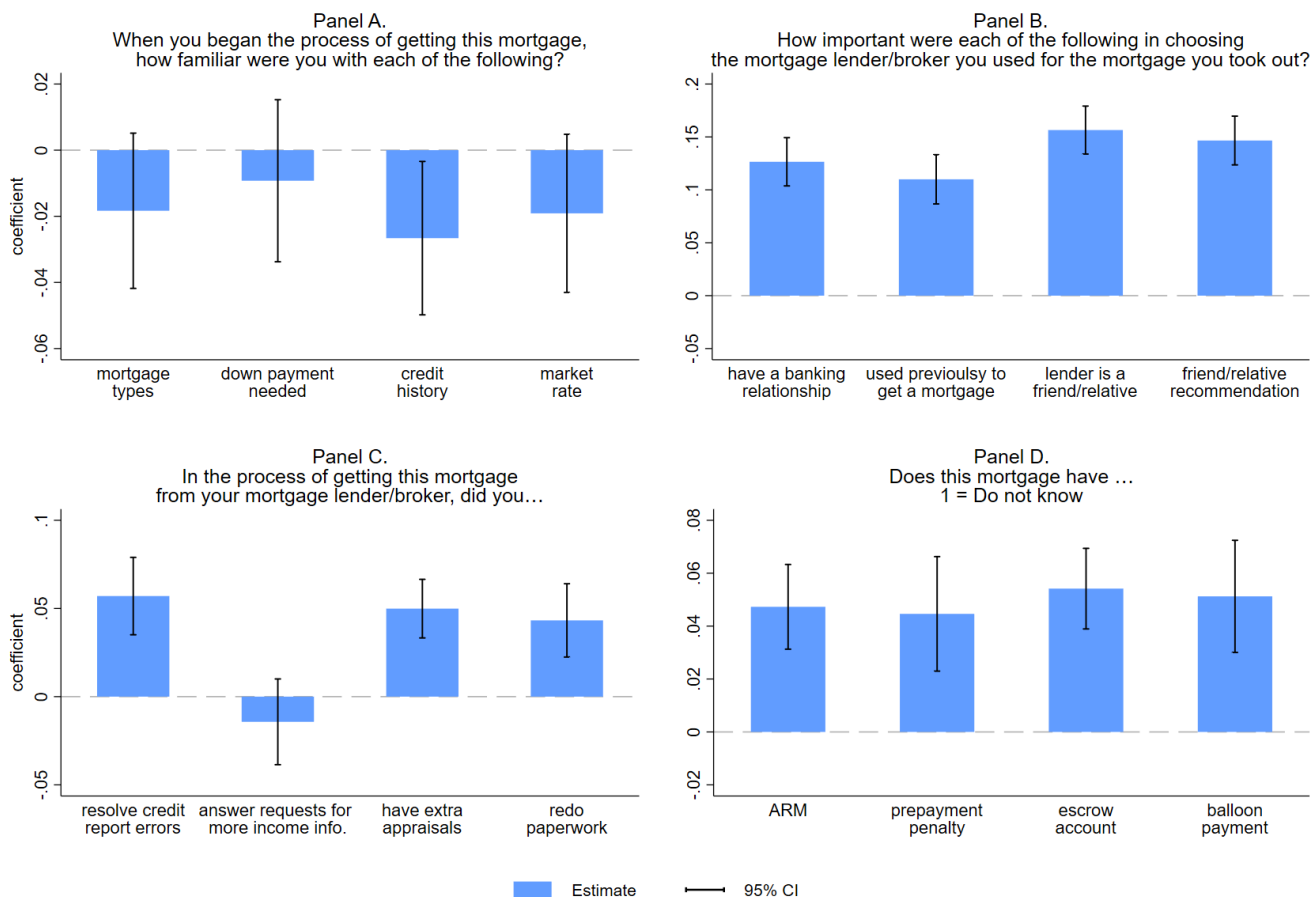 Panel A.
When you began the process of getting this mortgage,
how familiar were you with each of the following?
.02
0
-.02
-.04
-.06
coefficient
mortgage types
down payment needed
credit history
market rate
Panel B.
How important were each of the following in choosing
the mortgage lender/broker you used for the mortgage you took out?
.2
.15
.1
.05
0
-.05
have a banking relationship
used previoulsy to get a mortgage
lender is a friend/relative
friend/relative recommendation
Panel C.
In the process of getting this mortgage
from your mortgage lender/broker, did you…
.1
.05
0
-.05
coefficient
resolve credit report errors
answer requests for more income info.
have extra appraisals
redo paperwork
Panel D.
Does this mortgage have …
1 = Do not know
.08
.06
.04
.02
0
-.02
ARM
prepayment penalty
escrow account
balloon payment
Estimate
95% CI